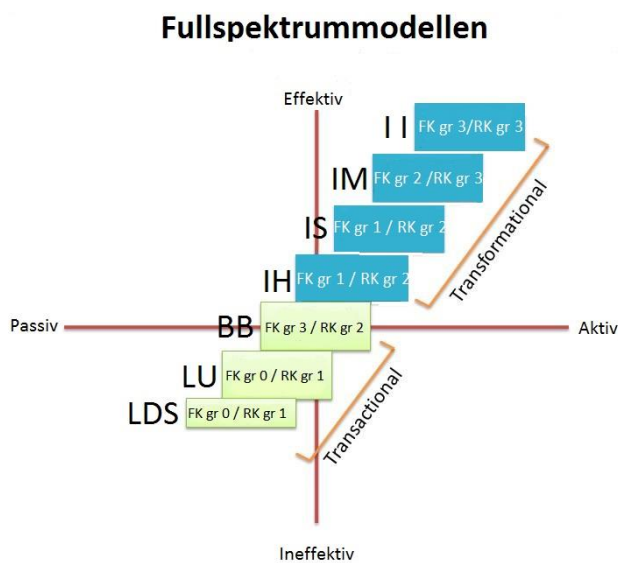 Fullspektrummodellen
Effektiv
I I FK gr 3/RK gr 3
IM FK gr 2 /RK gr 3
IS FK gr 1 / RK gr 2
IH FK gr 1 / RK gr 2
Transformational
Passiv
BB FK gr 3 / RK gr 2
Aktiv
LU FK gr 0 / RK gr 1
LDS FK gr 0 / RK gr 1
Transactional
Ineffektiv